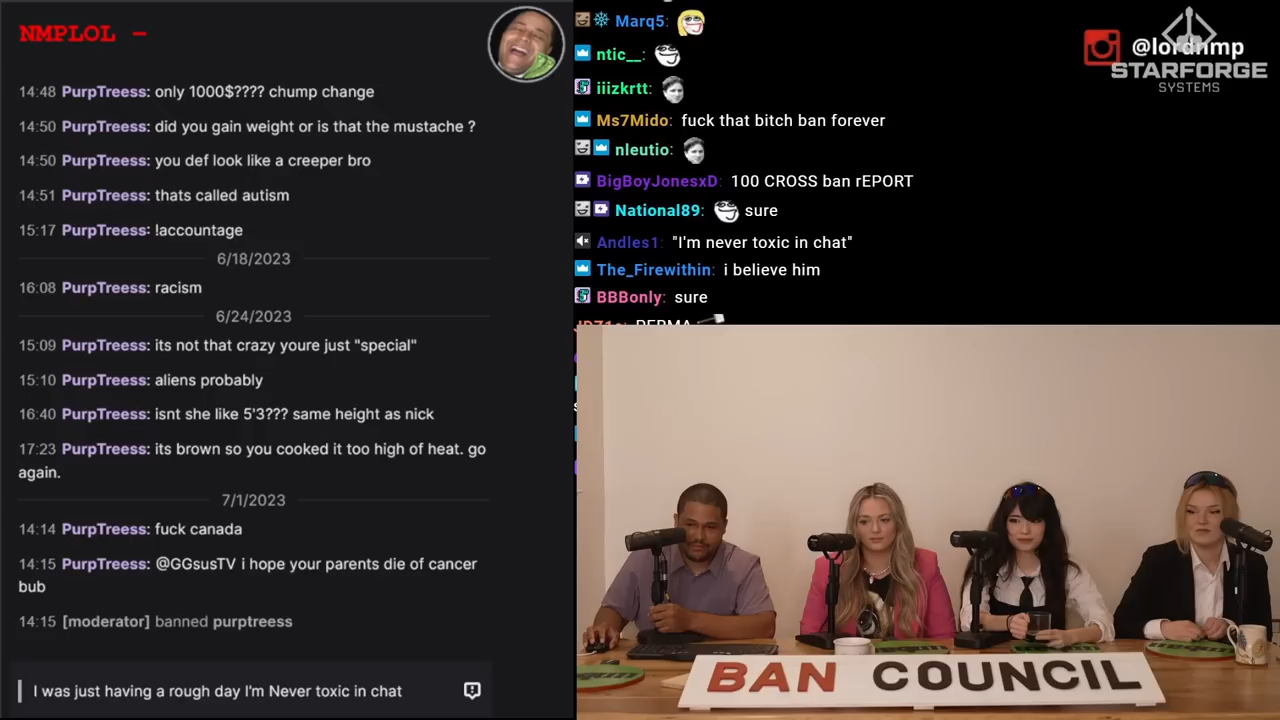 NMPLOL -
14:48 PurpTreess: only 1000$???? chump change
14:50 PurpTreess: did you gain weight or is that the mustache ?
14:50 PurpTreess: you def look like a creeper bro
14:51 PurpTreess: thats called autism
15:17 PurpTreess: !accountage
6/18/2023
16:08 PurpTreess: racism
6/24/2023
15:09 PurpTreess: its not that crazy youre just "special"
15:10 PurpTreess: aliens probably
16:40 PurpTreess: isnt she like 5'3??? same height as nick
17:23 PurpTreess: its brown so you cooked it too high of heat. go
again.
7/1/2023
14:14 PurpTreess: fuck canada
14:15 PurpTreess: @GGsusTV i hope your parents die of cancer
bub
14:15 [moderator] banned purptreess
I was just having a rough day I'm Never toxic in chat
Marq5:
ntic__:
iiizkrtt:
Ms7Mido: fuck that bitch ban forever
nleutio:
BigBoyJonesxD: 100 CROSS ban rEPORT
National89: sure
Andles1: "I'm never toxic in chat"
The_Firewithin: i believe him
BBBonly: sure
@lordnmp
STARFORGE
SYSTEMS
BAN COUNCIL